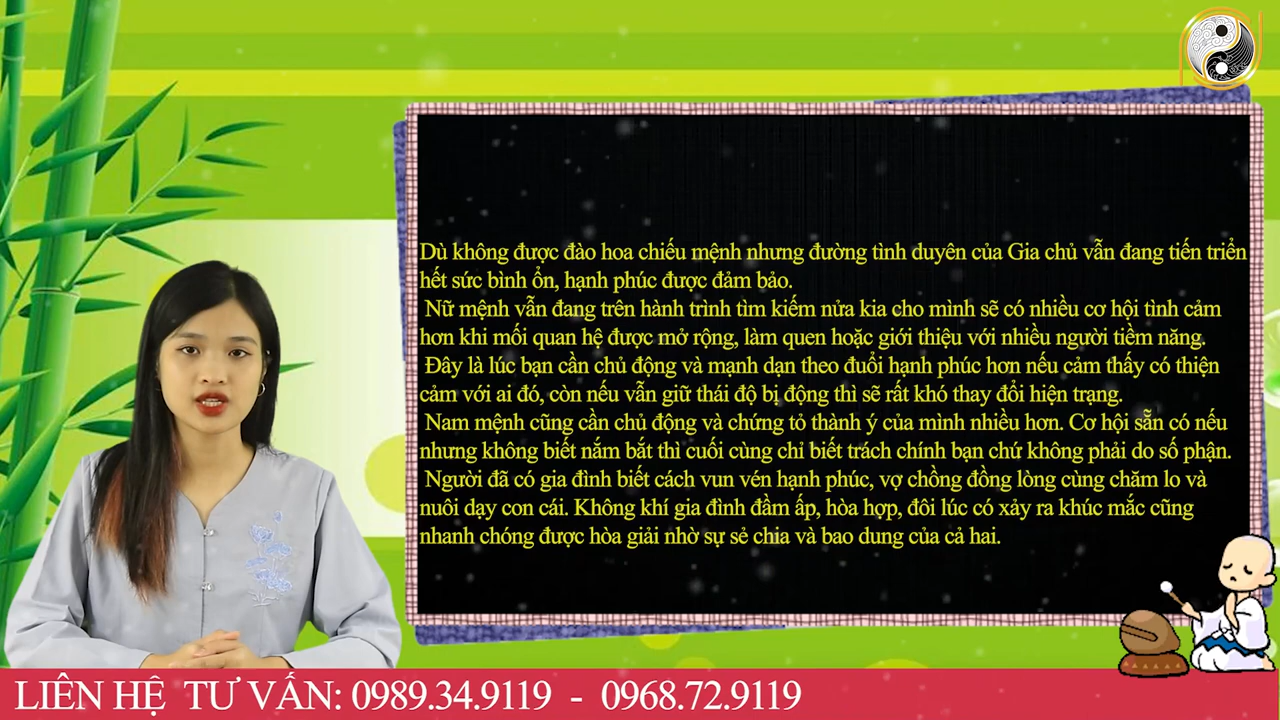 Dù không được đào hoa chiếu mệnh nhưng đường tình duyên của Gia chủ vẫn đang tiến triển
hết sức bình ổn, hạnh phúc được đảm bảo.
Nữ mệnh vẫn đang trên hành trình tìm kiếm nửa kia cho mình sẽ có nhiều cơ hội tình cảm
hơn khi mối quan hệ được mở rộng, làm quen hoặc giới thiệu với nhiều người tiềm năng.
Đây là lúc bạn cần chủ động và mạnh dạn theo đuổi hạnh phúc hơn nếu cảm thấy có thiện
cảm với ai đó, còn nếu vẫn giữ thái độ bị động thì sẽ rất khó thay đổi hiện trạng.
Nam mệnh cũng cần chủ động và chứng tỏ thành ý của mình nhiều hơn. Cơ hội sẵn có nếu
nhưng không biết nắm bắt thì cuối cùng chỉ biết trách chính bạn chứ không phải do số phận.
Người đã có gia đình biết cách vun vén hạnh phúc, vợ chồng đồng lòng cùng chăm lo và
nuôi dạy con cái. Không khí gia đình đầm ấp, hòa hợp, đôi lúc có xảy ra khúc mắc cũng
nhanh chóng được hòa giải nhờ sự sẻ chia và bao dung của cả hai.
LIÊN HỆ TƯ VẤN: 0989.34.9119 - 0968.72.9119